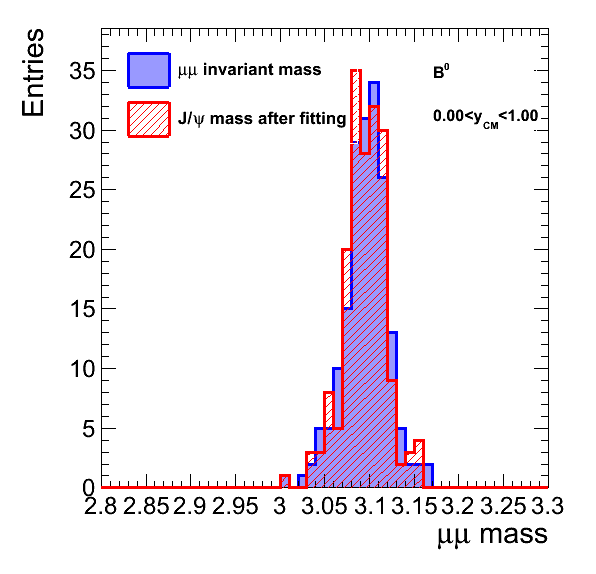 Entries
μμ invariant mass
B⁰
J/ψ mass after fitting
0.00<y_CM<1.00
35
30
25
20
15
10
5
0
2.8 2.85 2.9 2.95 3 3.05 3.1 3.15 3.2 3.25 3.3
μμ mass